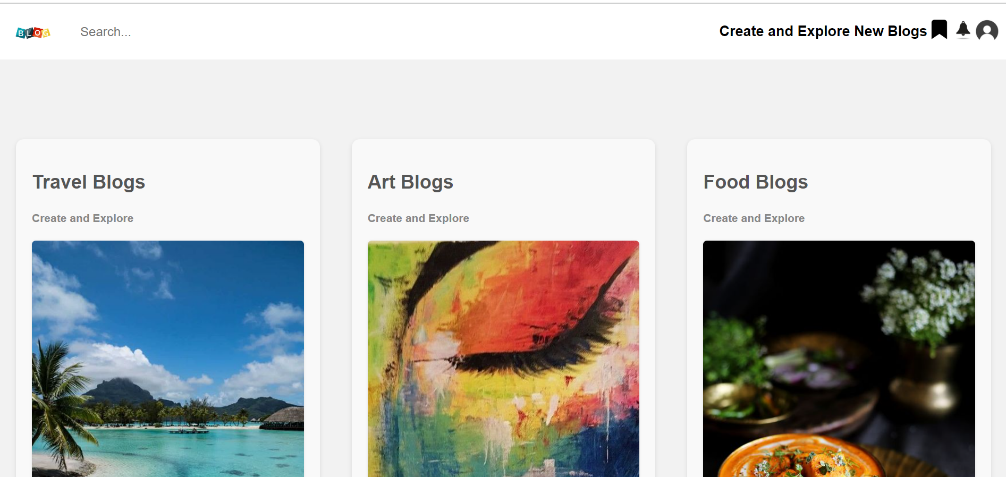 BLOG
Search...
Create and Explore New Blogs
Travel Blogs
Create and Explore
Art Blogs
Create and Explore
Food Blogs
Create and Explore